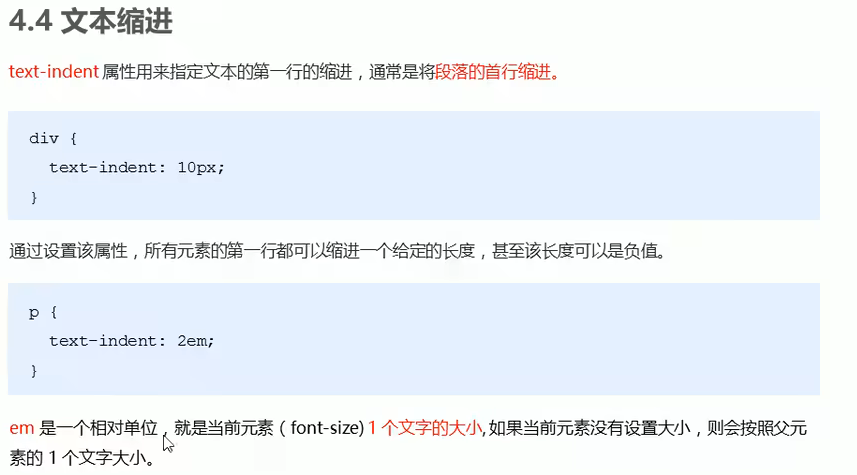 4.4 文本缩进
text-indent 属性用来指定文本的第一行的缩进，通常是将段落的首行缩进。
div {
  text-indent: 10px;
}
通过设置该属性，所有元素的第一行都可以缩进一个给定的长度，甚至该长度可以是负值。
p {
  text-indent: 2em;
}
em 是一个相对单位，就是当前元素（font-size) 1 个文字的大小, 如果当前元素没有设置大小，则会按照父元
素的 1 个文字大小。